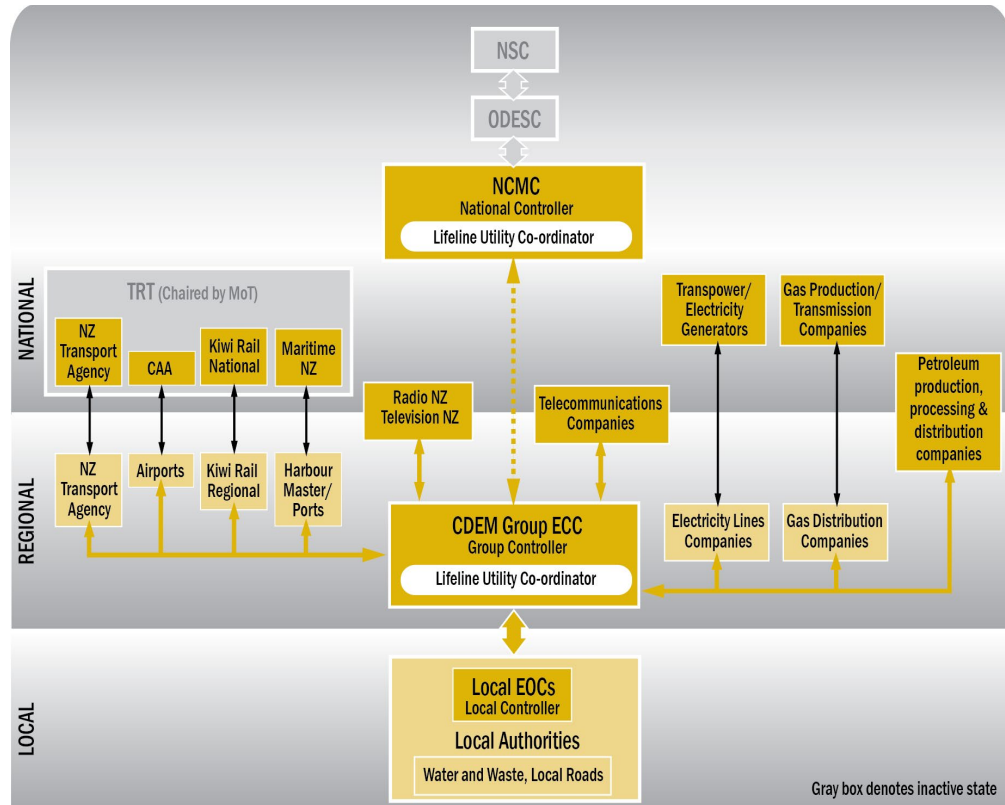 NSC
ODESC
NCMC
National Controller
Lifeline Utility Co-ordinator
NATIONAL
TRT (Chaired by MoT)
NZ
Transport
Agency
CAA
Kiwi Rail
National
Maritime
NZ
Transpower/
Electricity
Generators
Gas Production/
Transmission
Companies
Petroleum
production,
processing &
distribution
companies
Radio NZ
Television NZ
Telecommunications
Companies
REGIONAL
NZ
Transport
Agency
Airports
Kiwi Rail
Regional
Harbour
Master/
Ports
CDEM Group ECC
Group Controller
Lifeline Utility Co-ordinator
Electricity Lines
Companies
Gas Distribution
Companies
LOCAL
Local EOCs
Local Controller
Local Authorities
Water and Waste, Local Roads
Gray box denotes inactive state